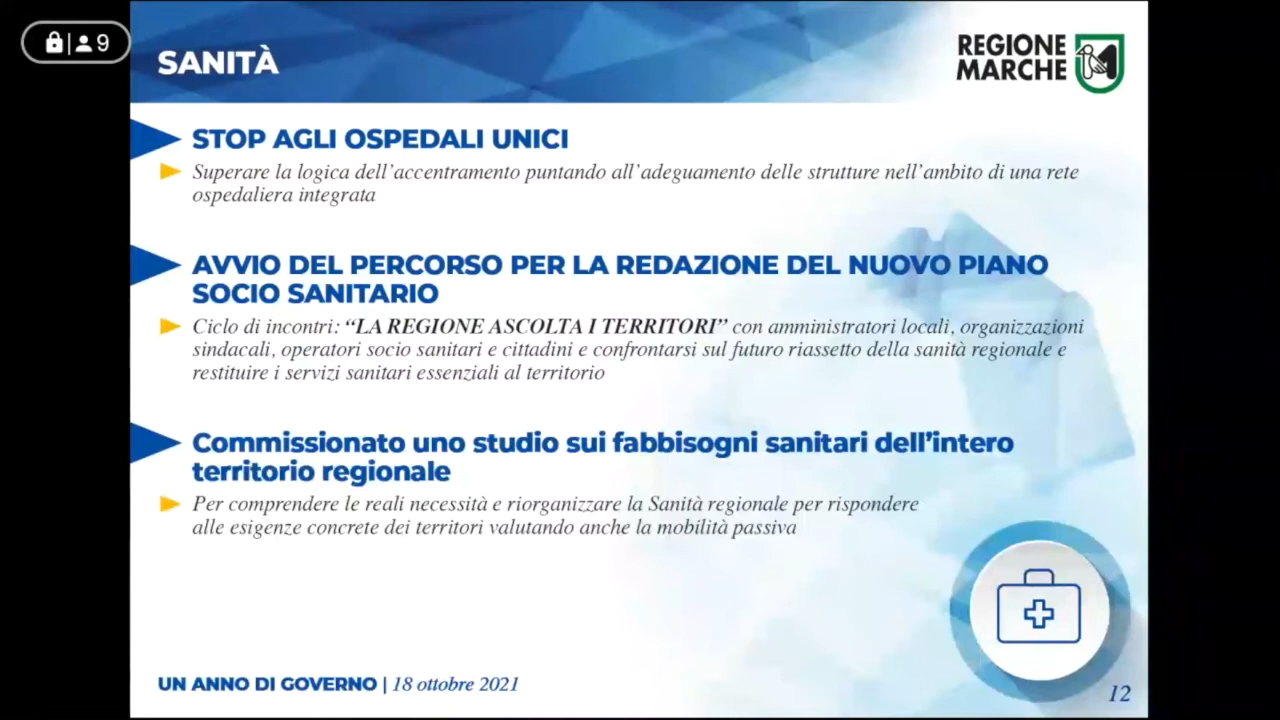 9
SANITÀ
REGIONE
MARCHE
STOP AGLI OSPEDALI UNICI
Superare la logica dell'accentramento puntando all'adeguamento delle strutture nell'ambito di una rete
ospedaliera integrata
AVVIO DEL PERCORSO PER LA REDAZIONE DEL NUOVO PIANO
SOCIO SANITARIO
Ciclo di incontri: “LA REGIONE ASCOLTA I TERRITORI” con amministratori locali, organizzazioni
sindacali, operatori socio sanitari e cittadini e confrontarsi sul futuro riassetto della sanità regionale e
restituire i servizi sanitari essenziali al territorio
Commissionato uno studio sui fabbisogni sanitari dell'intero
territorio regionale
Per comprendere le reali necessità e riorganizzare la Sanità regionale per rispondere
alle esigenze concrete dei territori valutando anche la mobilità passiva
UN ANNO DI GOVERNO | 18 ottobre 2021
12